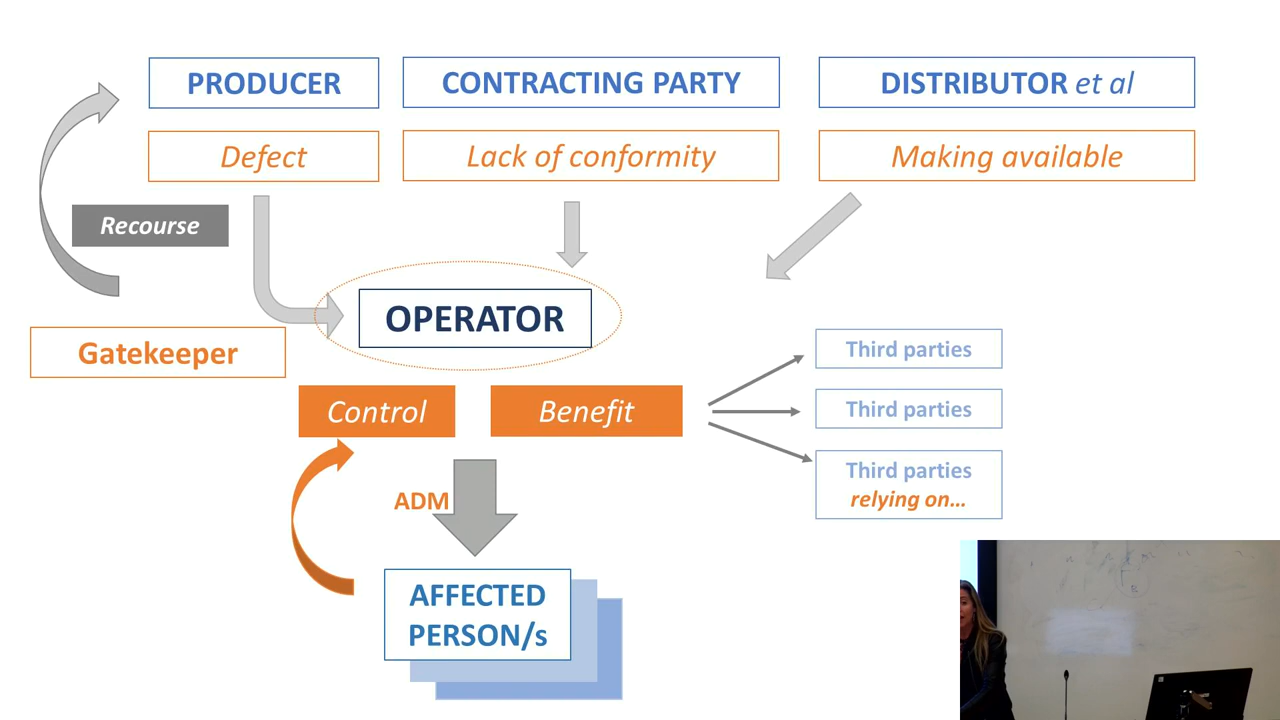 PRODUCER
CONTRACTING PARTY
DISTRIBUTOR et al
Defect
Lack of conformity
Making available
Recourse
OPERATOR
Gatekeeper
Control
Benefit
Third parties
Third parties
Third parties
relying on...
ADM
AFFECTED
PERSON/s